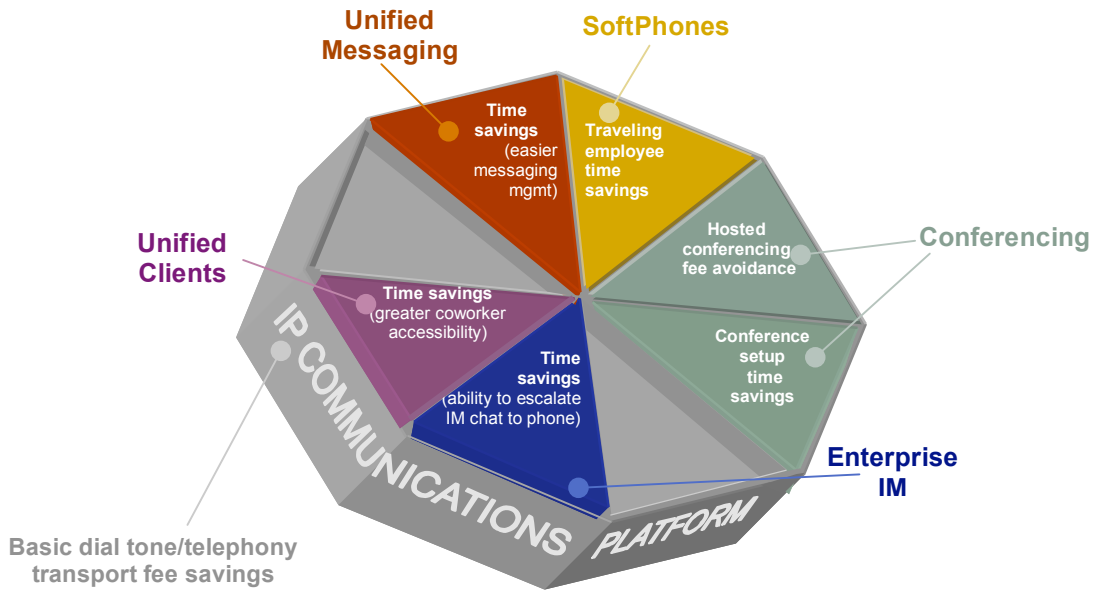 Unified
Messaging
SoftPhones
Time
savings
(easier
messaging
mgmt)
Traveling
employee
time
savings
Hosted
conferencing
fee avoidance
Conferencing
Unified
Clients
Time savings
(greater coworker
accessibility)
Conference
setup
time
savings
Time
savings
(ability to escalate
IM chat to phone)
Enterprise
IM
IP COMMUNICATIONS
PLATFORM
Basic dial tone/telephony
transport fee savings